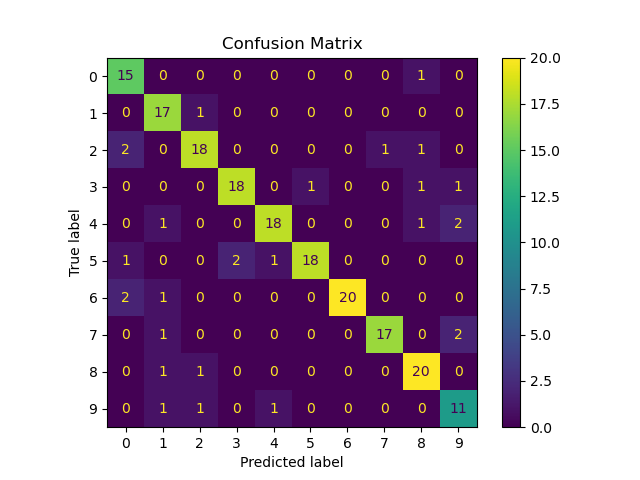 Confusion Matrix
0 15 0 0 0 0 0 0 0 1 0
1 0 17 1 0 0 0 0 0 0 0
2 2 0 18 0 0 0 0 1 1 0
3 0 0 0 18 0 1 0 0 1 1
4 0 1 0 0 18 0 0 0 1 2
5 1 0 0 2 1 18 0 0 0 0
6 2 1 0 0 0 0 20 0 0 0
7 0 1 0 0 0 0 0 17 0 2
8 0 1 1 0 0 0 0 0 20 0
9 0 1 1 0 1 0 0 0 0 11
0 1 2 3 4 5 6 7 8 9
Predicted label
True label
20.0
17.5
15.0
12.5
10.0
7.5
5.0
2.5
0.0